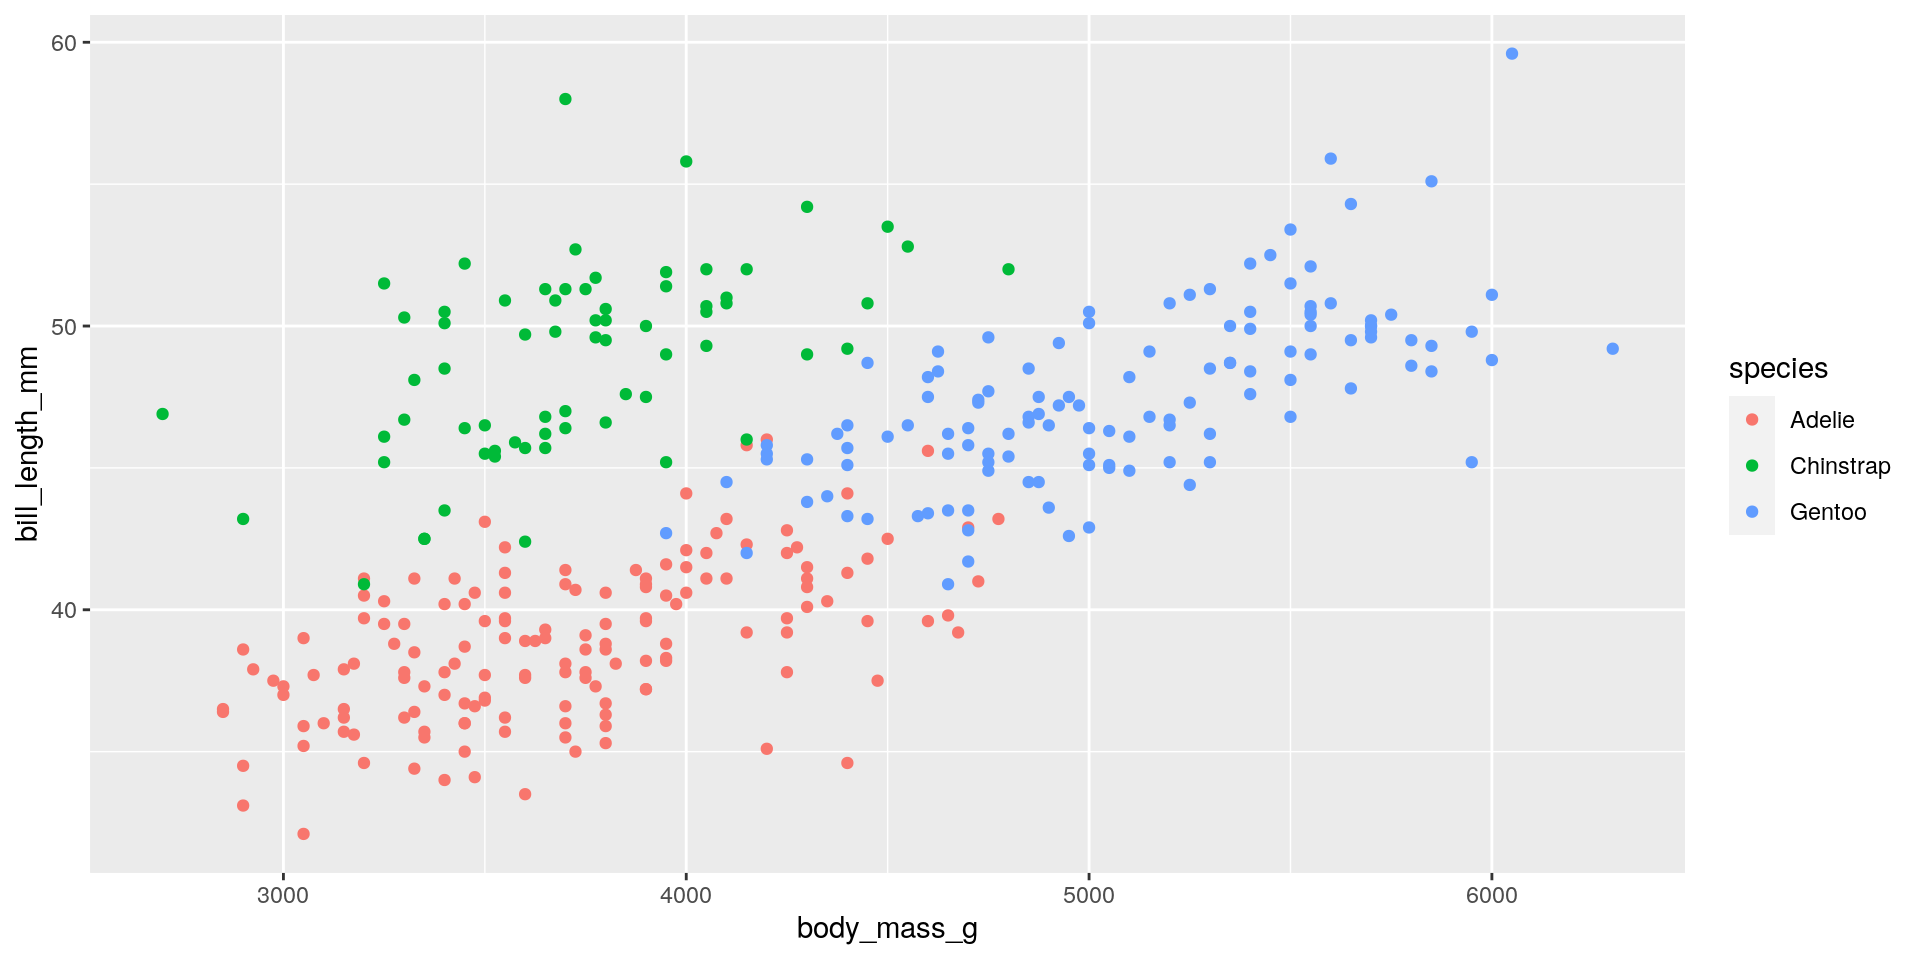 60
50
40
bill_length_mm
3000 4000 5000 6000
body_mass_g
species
Adelie
Chinstrap
Gentoo